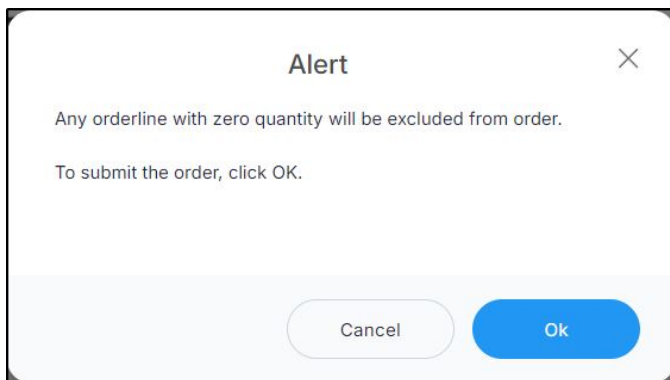 Alert
Any orderline with zero quantity will be excluded from order.
To submit the order, click OK.
Cancel
Ok